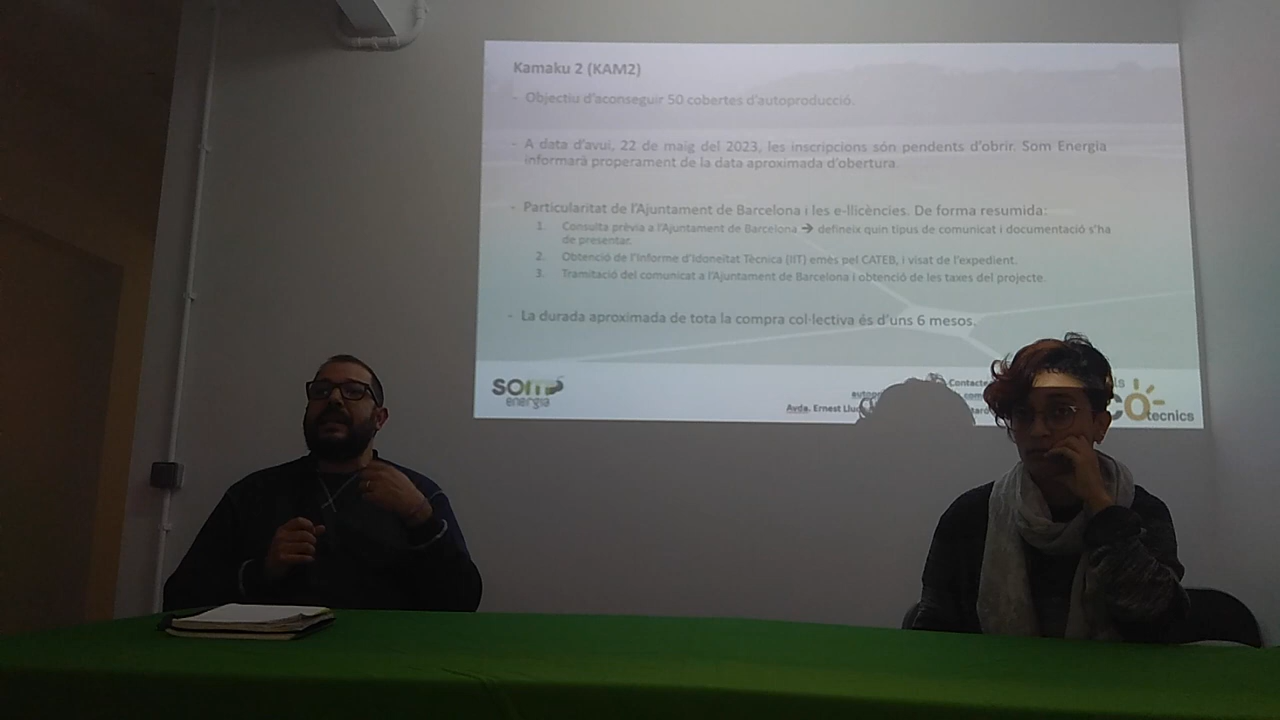 Kamaku 2 (KAM2)
- Objectiu d'aconseguir 50 cobertes d'autoproducció.
- A data d'avui, 22 de maig del 2023, les inscripcions són pendents d'obrir. Som Energia
informarà properament de la data aproximada d'obertura.
- Particularitat de l'Ajuntament de Barcelona i les e-llicències. De forma resumida:
1. Consulta prèvia a l'Ajuntament de Barcelona ➔ defineix quin tipus de comunicat i documentació s'ha
de presentar.
2. Obtenció de l'Informe d'Idoneïtat Tècnica (IIT) emès pel CATEB, i visat de l'expedient.
3. Tramitació del comunicat a l'Ajuntament de Barcelona i obtenció de les taxes del projecte.
- La durada aproximada de tota la compra col·lectiva és d'uns 6 mesos.
SOM
energia
Avda. Ernest
tecnics